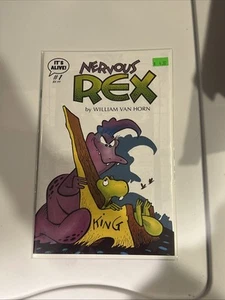 IT'S
ALIVE!
#1
NERVOUS
REX
by WILLIAM VAN HORN
KING